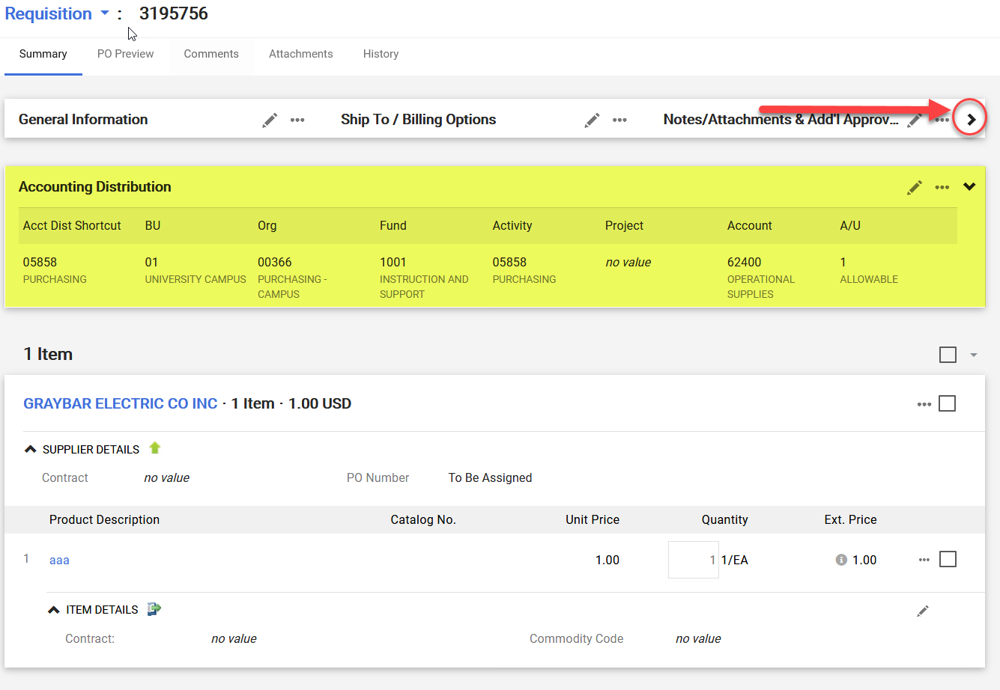 Requisition : 3195756
Summary PO Preview Comments Attachments History
General Information Ship To / Billing Options Notes/Attachments & Add'l Approv...
Accounting Distribution
Acct Dist Shortcut BU Org Fund Activity Project Account A/U
05858 01 00366 1001 05858 no value 62400 1
PURCHASING UNIVERSITY CAMPUS PURCHASING - INSTRUCTION AND PURCHASING OPERATIONAL ALLOWABLE
CAMPUS SUPPORT SUPPLIES
1 Item
GRAYBAR ELECTRIC CO INC · 1 Item · 1.00 USD
SUPPLIER DETAILS
Contract no value PO Number To Be Assigned
Product Description Catalog No. Unit Price Quantity Ext. Price
1 aaa 1.00 1 1/EA 1.00
ITEM DETAILS
Contract: no value Commodity Code no value